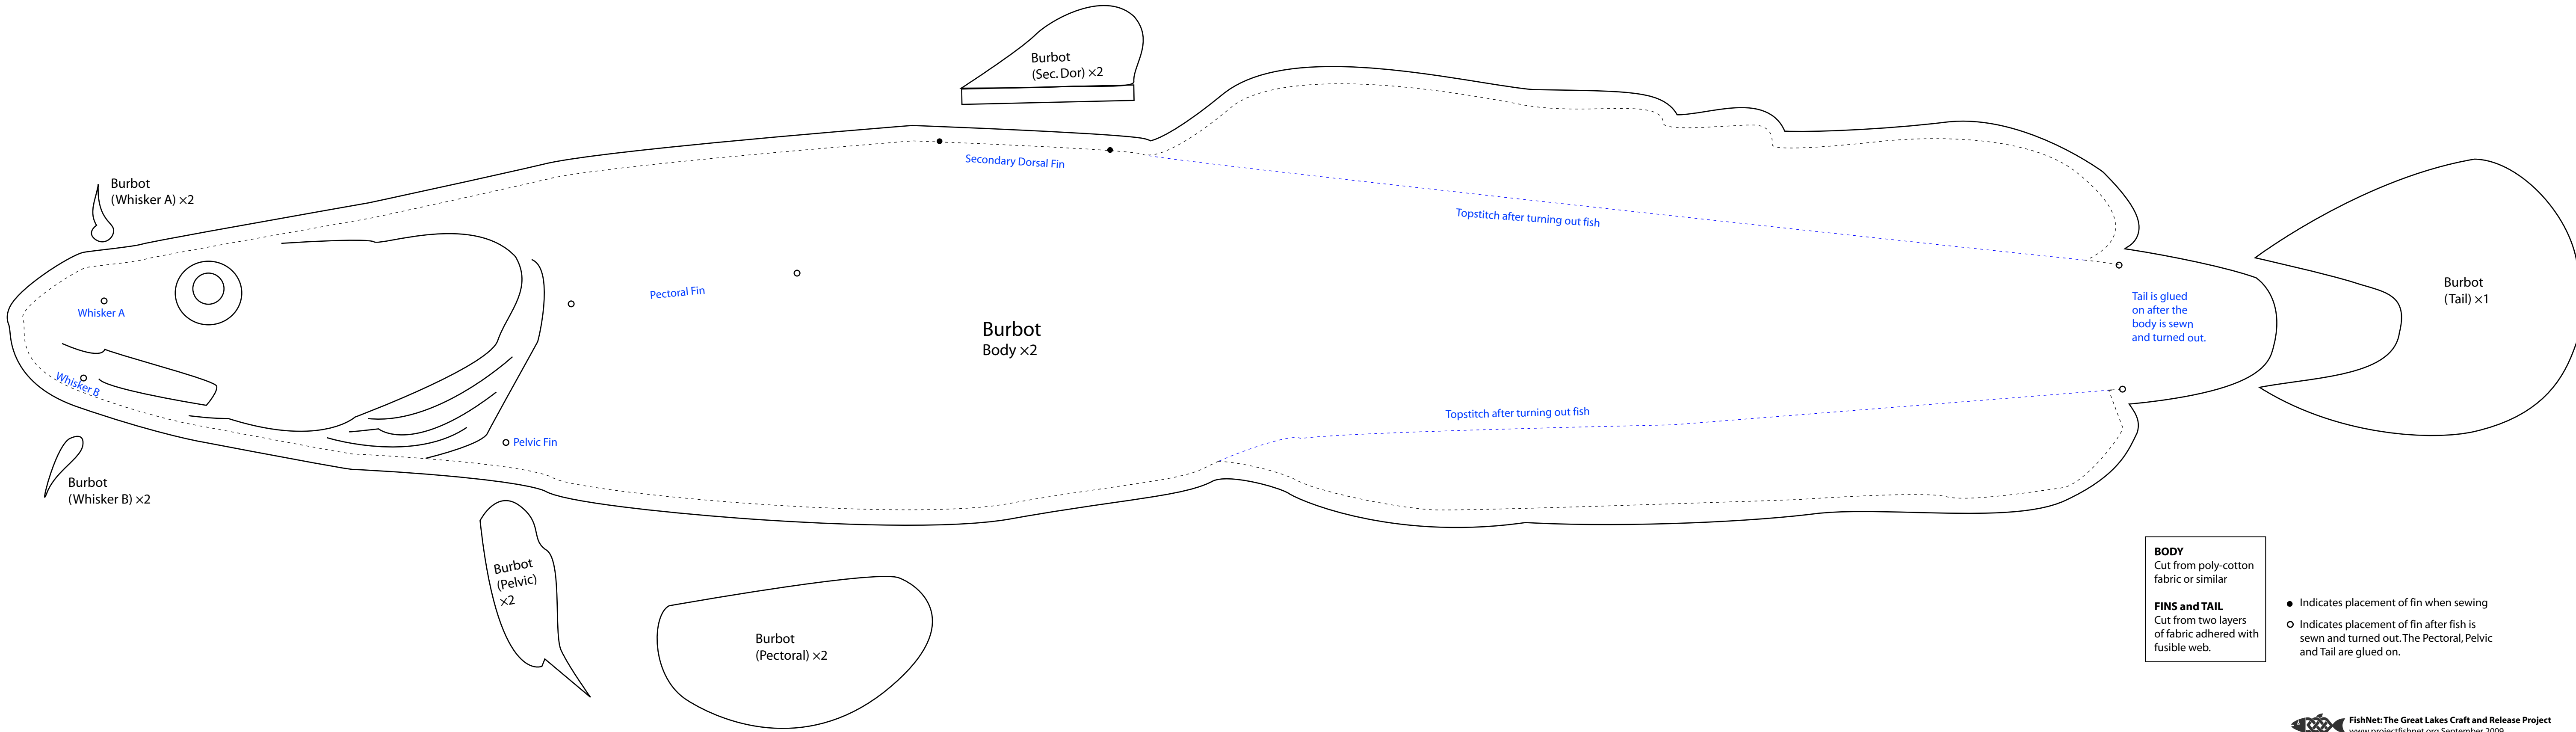 Burbot
(Sec. Dor) ×2
Secondary Dorsal Fin
Burbot
(Whisker A) ×2
Topstitch after turning out fish
Whisker A
Pectoral Fin
Burbot
Body ×2
Tail is glued
on after the
body is sewn
and turned out.
Burbot
(Tail) ×1
Whisker B
Topstitch after turning out fish
Pelvic Fin
Burbot
(Whisker B) ×2
Burbot
(Pelvic)
×2
Burbot
(Pectoral) ×2
BODY
Cut from poly-cotton
fabric or similar
FINS and TAIL
Cut from two layers
of fabric adhered with
fusible web.
Indicates placement of fin when sewing
Indicates placement of fin after fish is
sewn and turned out. The Pectoral, Pelvic
and Tail are glued on.
FishNet: The Great Lakes Craft and Release Project
www.projectfishnet.org September 2009